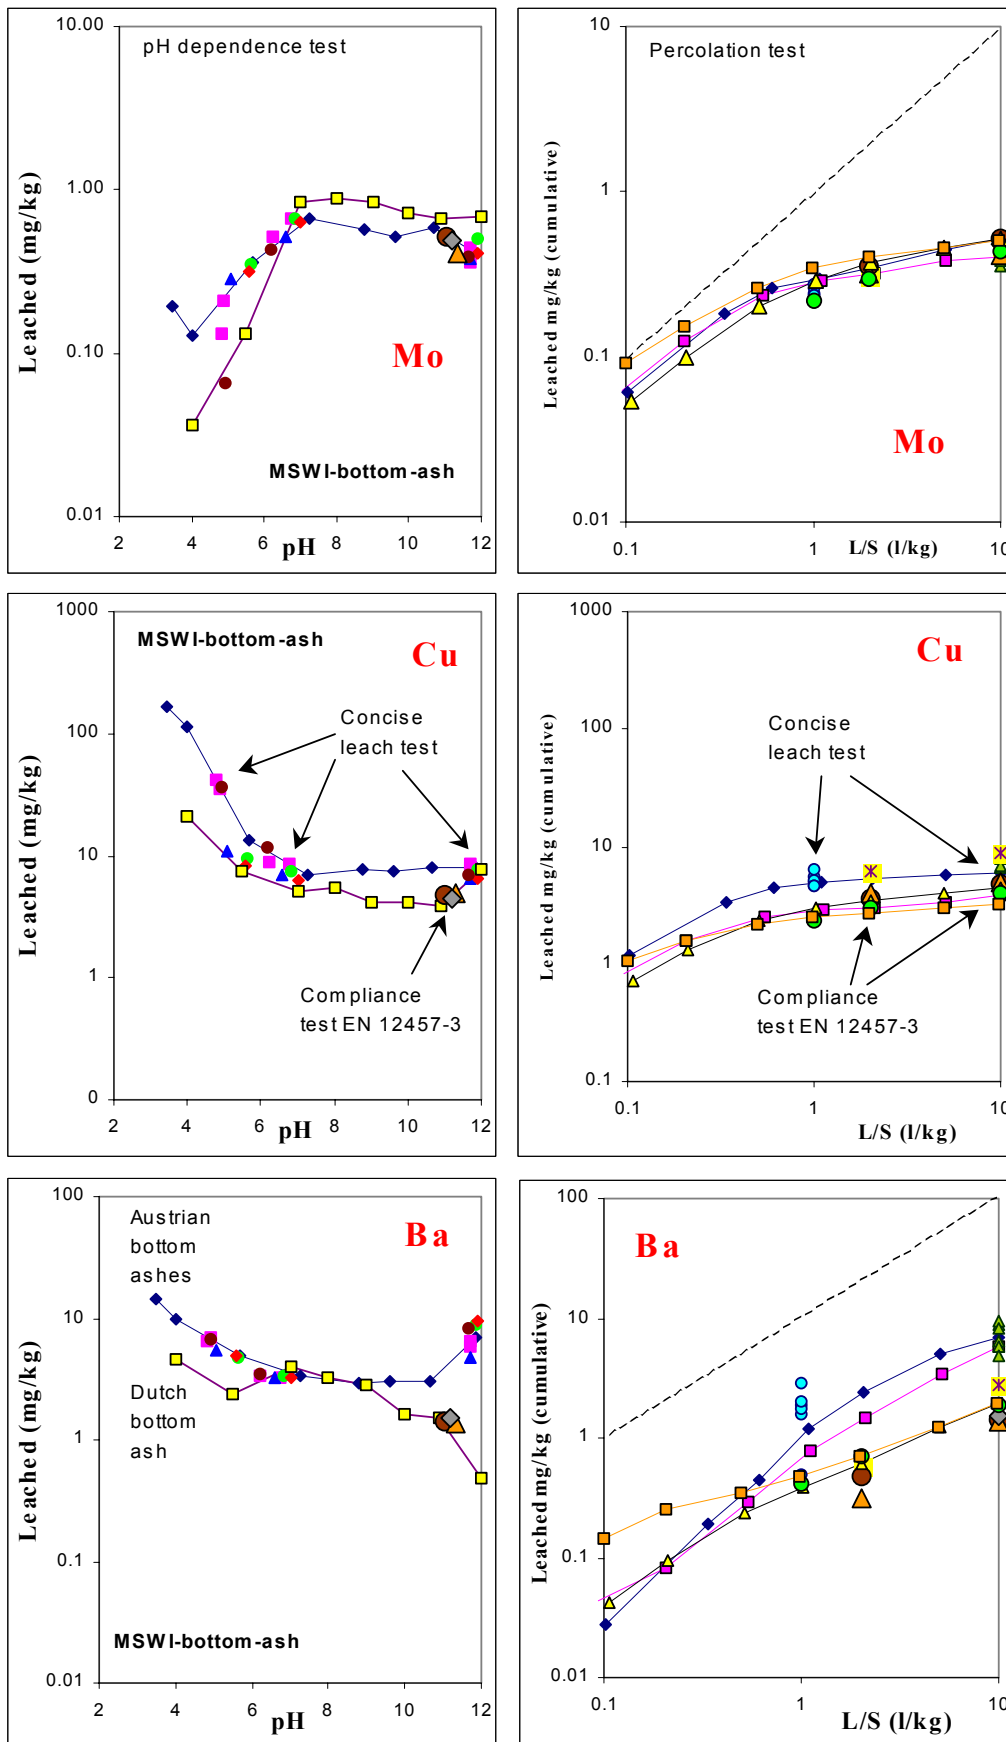 10.00
1.00
0.10
0.01
2 4 6 8 10 12
pH
Leached (mg/kg)
pH dependence test
Mo
MSWI-bottom-ash
10
1
0.1
0.01
0.1 1 10
L/S (l/kg)
Leached mg/kg (cumulative)
Percolation test
Mo
1000
100
10
1
0
2 4 6 8 10 12
pH
Leached (mg/kg)
MSWI-bottom-ash
Cu
Concise
leach test
Compliance
test EN 12457-3
1000
100
10
1
0.1
0.1 1 10
L/S (l/kg)
Leached mg/kg (cumulative)
Cu
Concise
leach test
Compliance
test EN 12457-3
100
10
1
0.1
0.01
2 4 6 8 10 12
pH
Leached (mg/kg)
Austrian
bottom
ashes
Ba
Dutch
bottom
ash
MSWI-bottom-ash
100
10
1
0.1
0.01
0.1 1 10
L/S (l/kg)
Leached mg/kg (cumulative)
Ba